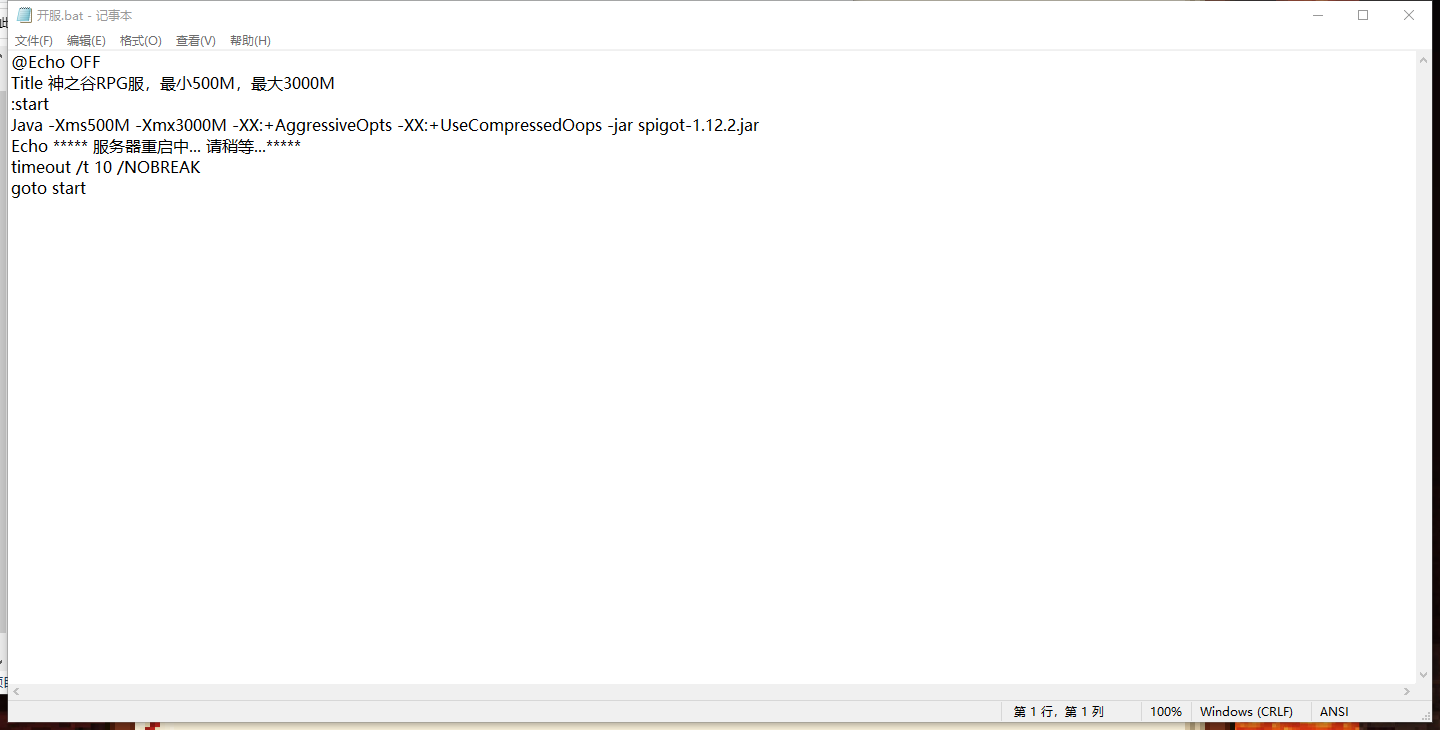 开服.bat - 记事本
文件(F) 编辑(E) 格式(O) 查看(V) 帮助(H)
@Echo OFF
Title 神之谷RPG服，最小500M，最大3000M
:start
Java -Xms500M -Xmx3000M -XX:+AggressiveOpts -XX:+UseCompressedOops -jar spigot-1.12.2.jar
Echo ***** 服务器重启中... 请稍等...*****
timeout /t 10 /NOBREAK
goto start
第 1 行，第 1 列 100% Windows (CRLF) ANSI